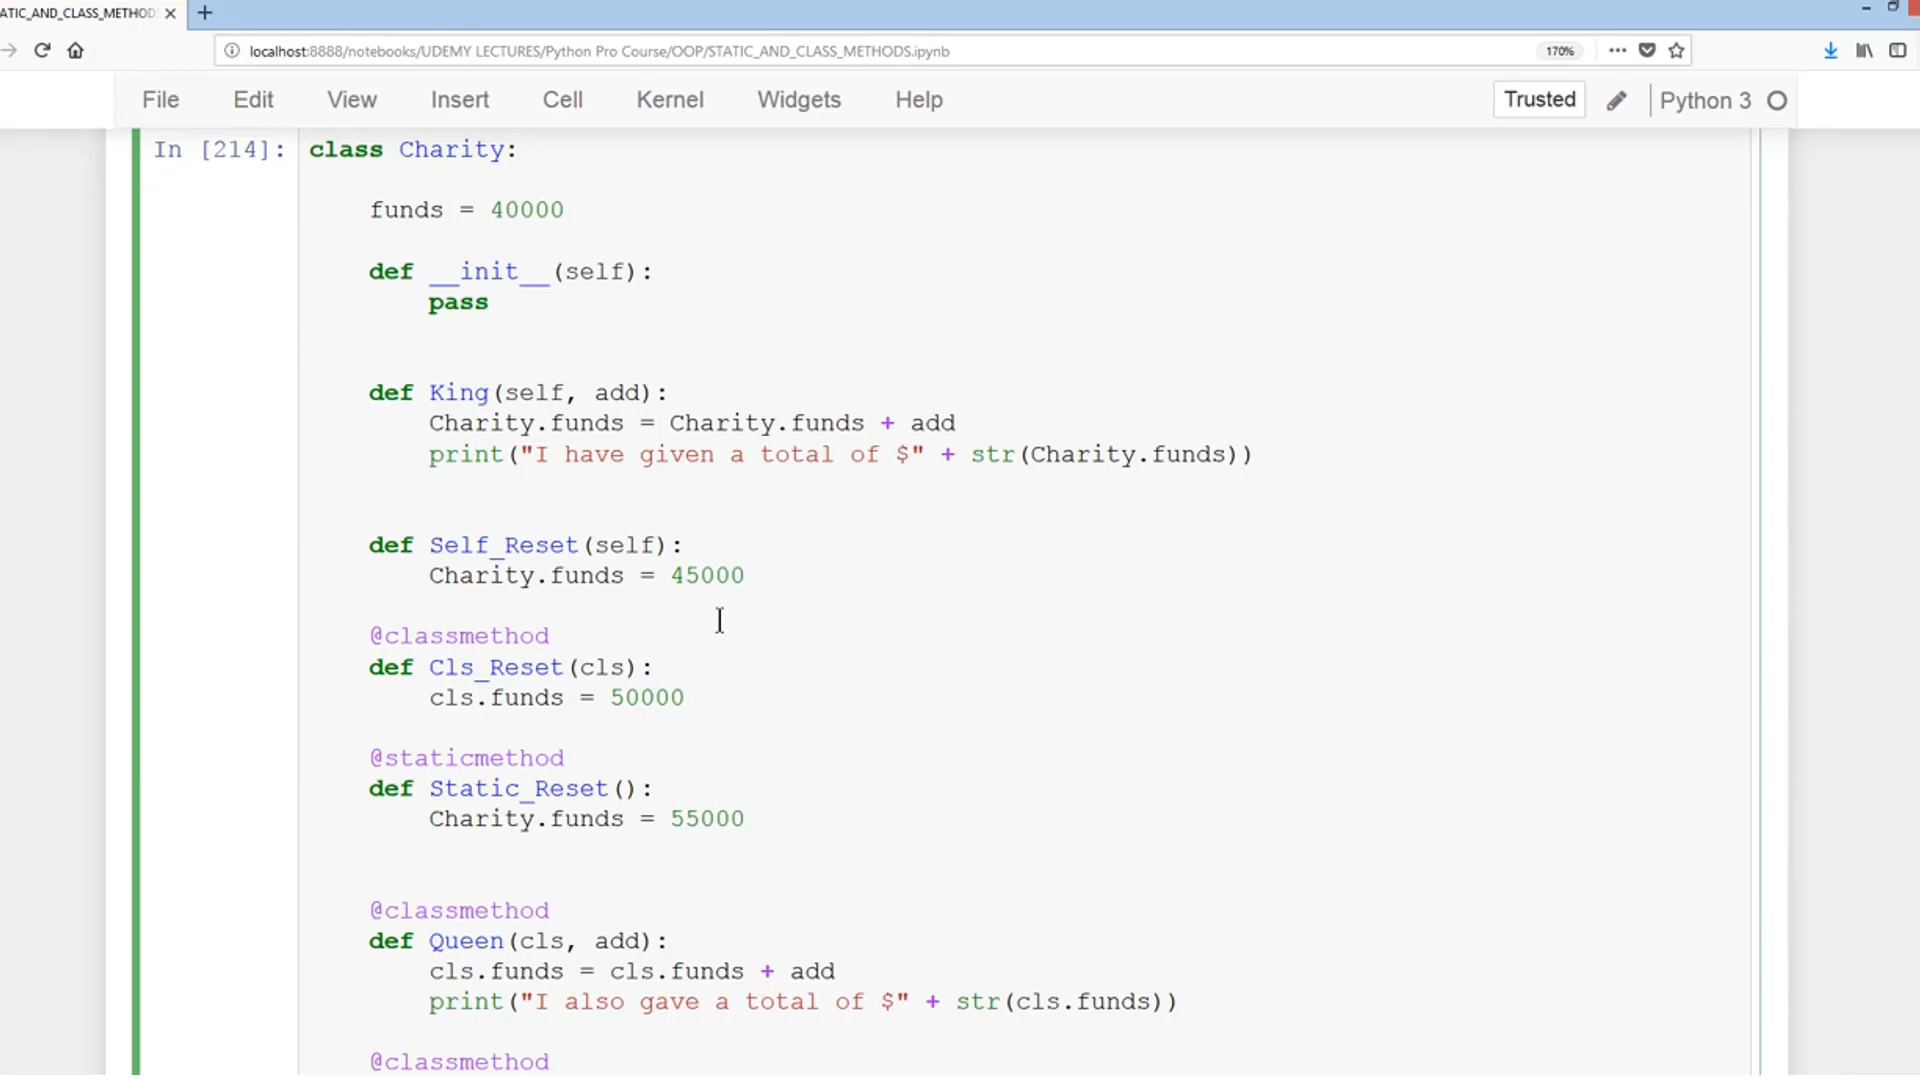 ATIC_AND_CLASS_METHOD
localhost:8888/notebooks/UDEMY LECTURES/Python Pro Course/OOP/STATIC_AND_CLASS_METHODS.ipynb 170%
File Edit View Insert Cell Kernel Widgets Help Trusted Python 3
In [214]: class Charity:
funds = 40000
def __init__(self):
pass
def King(self, add):
Charity.funds = Charity.funds + add
print("I have given a total of $" + str(Charity.funds))
def Self_Reset(self):
Charity.funds = 45000
@classmethod
def Cls_Reset(cls):
cls.funds = 50000
@staticmethod
def Static_Reset():
Charity.funds = 55000
@classmethod
def Queen(cls, add):
cls.funds = cls.funds + add
print("I also gave a total of $" + str(cls.funds))
@classmethod